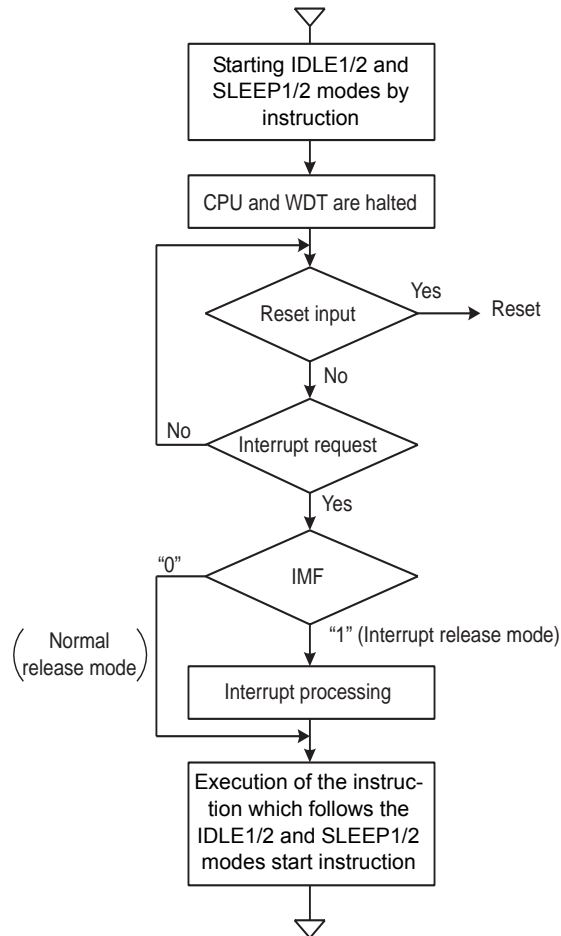 Starting IDLE1/2 and
SLEEP1/2 modes by
instruction
CPU and WDT are halted
Reset input
Yes
Reset
No
No
Interrupt request
Yes
“0”
IMF
Normal
release mode
“1” (Interrupt release mode)
Interrupt processing
Execution of the instruc-
tion which follows the
IDLE1/2 and SLEEP1/2
modes start instruction